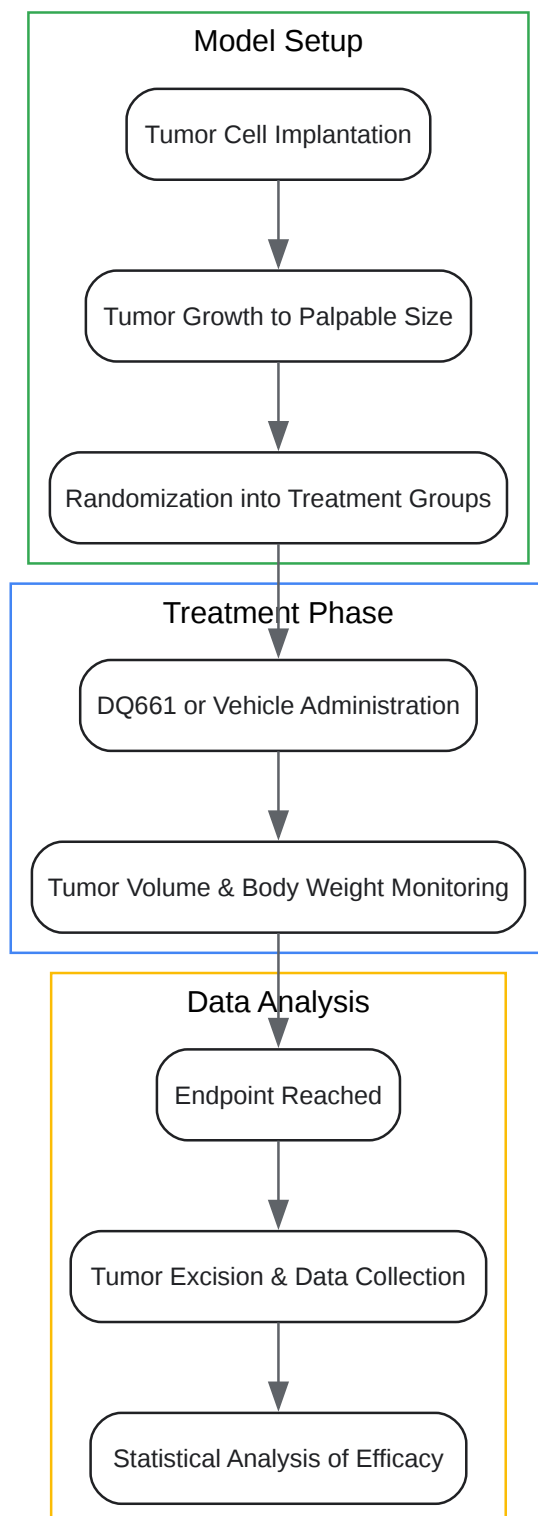 Model Setup
Tumor Cell Implantation
Tumor Growth to Palpable Size
Randomization into Treatment Groups
Treatment Phase
DQ661 or Vehicle Administration
Tumor Volume & Body Weight Monitoring
Data Analysis
Endpoint Reached
Tumor Excision & Data Collection
Statistical Analysis of Efficacy